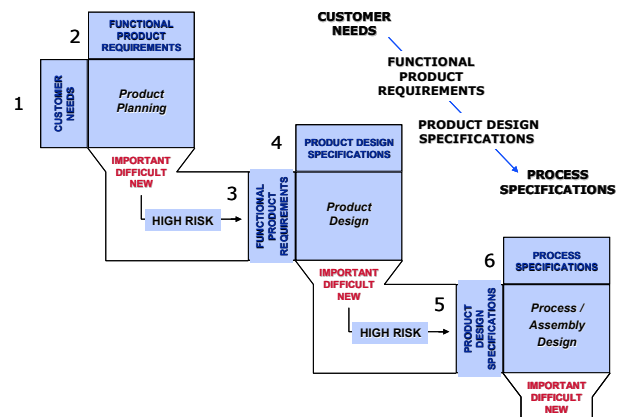 2
FUNCTIONAL
PRODUCT
REQUIREMENTS
1
CUSTOMER
NEEDS
Product
Planning
IMPORTANT
DIFFICULT
NEW
HIGH RISK
CUSTOMER
NEEDS
FUNCTIONAL
PRODUCT
REQUIREMENTS
PRODUCT DESIGN
SPECIFICATIONS
PROCESS
SPECIFICATIONS
4
PRODUCT DESIGN
SPECIFICATIONS
3
FUNCTIONAL
PRODUCT
REQUIREMENTS
Product
Design
IMPORTANT
DIFFICULT
NEW
HIGH RISK
6
PROCESS
SPECIFICATIONS
5
PRODUCT
DESIGN
SPECIFICATIONS
Process /
Assembly
Design
IMPORTANT
DIFFICULT
NEW